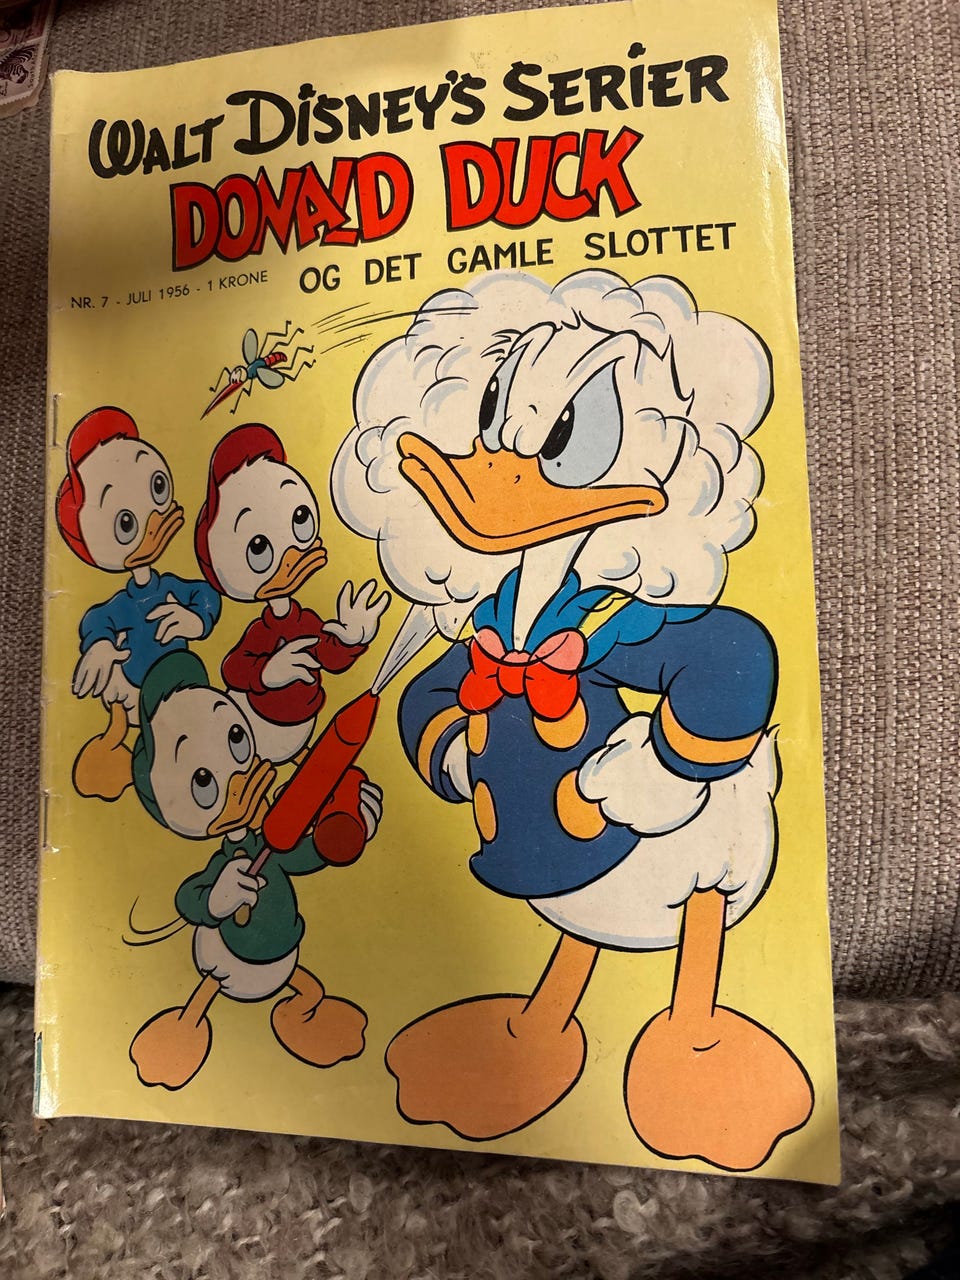 WALT DISNEY'S SERIER
DONALD DUCK
OG DET GAMLE SLOTTET
NR. 7 - JULI 1956 - 1 KRONE